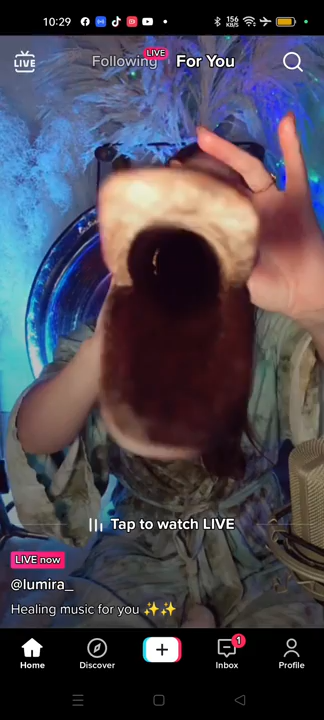 10:29
156
KB/S
LIVE
Following
LIVE
For You
Tap to watch LIVE
LIVE now
@lumira_
Healing music for you ✨✨
Home
Discover
1
Inbox
Profile